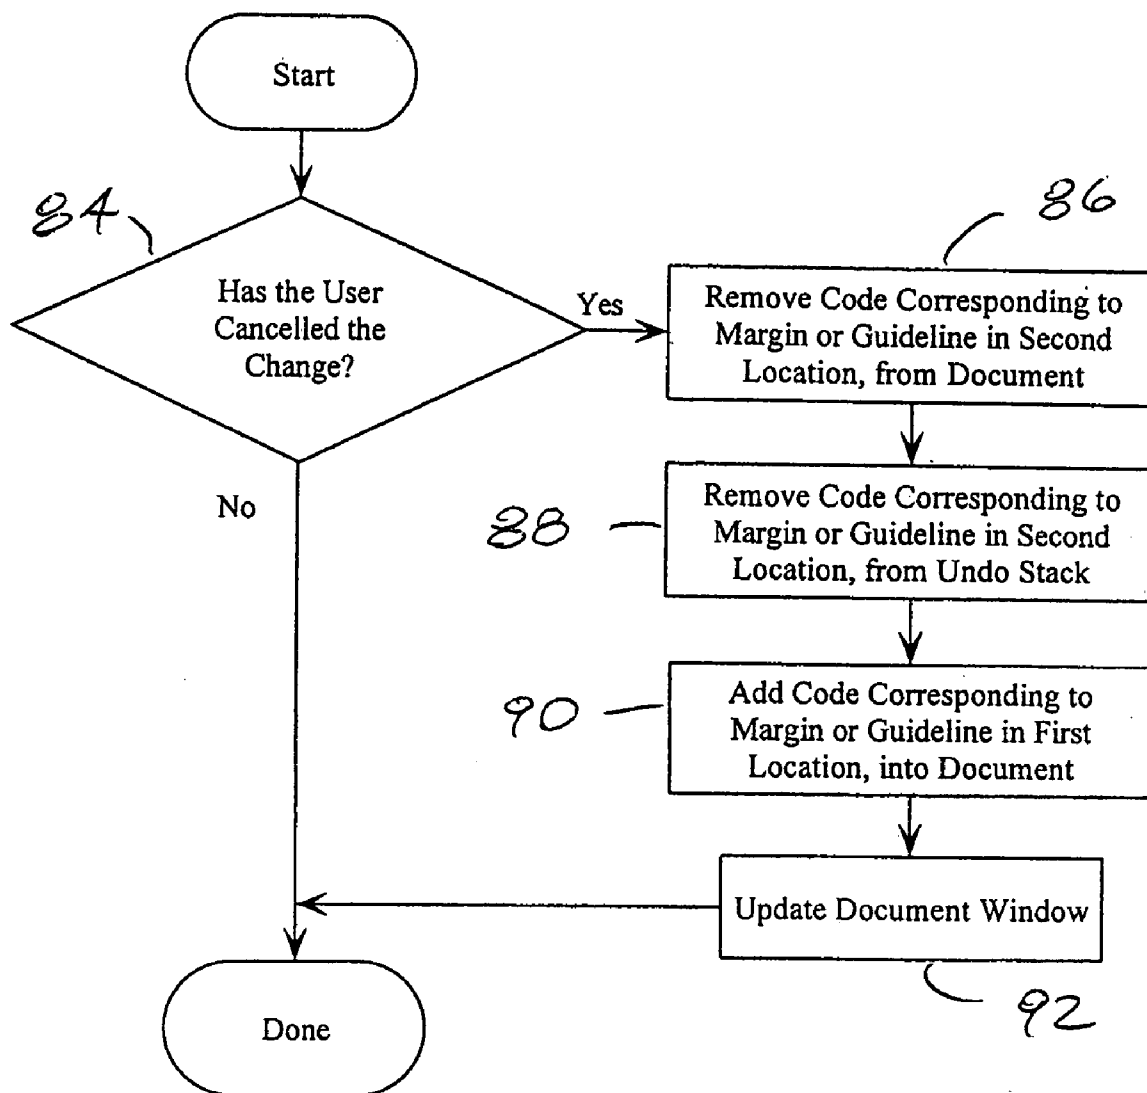 Start
84
Has the User
Cancelled the
Change?
Yes
No
86
Remove Code Corresponding to
Margin or Guideline in Second
Location, from Document
88
Remove Code Corresponding to
Margin or Guideline in Second
Location, from Undo Stack
90
Add Code Corresponding to
Margin or Guideline in First
Location, into Document
Update Document Window
92
Done